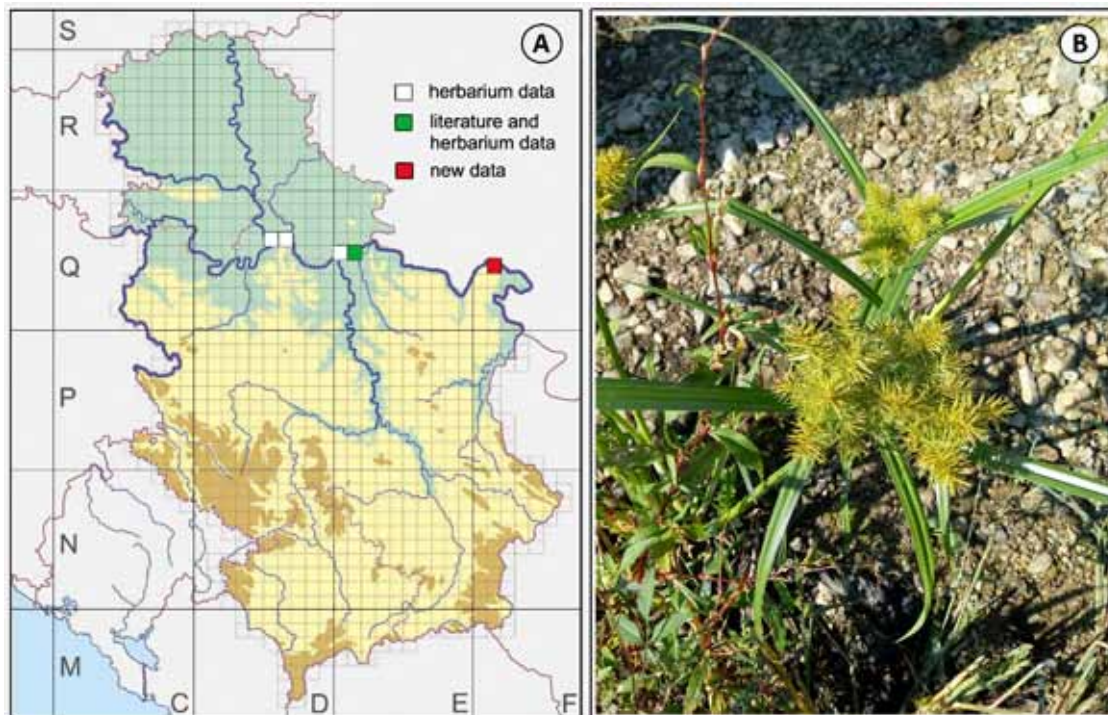 S
A
herbarium data
R
literature and
herbarium data
new data
Q
P
N
M
C
D
E
F
B